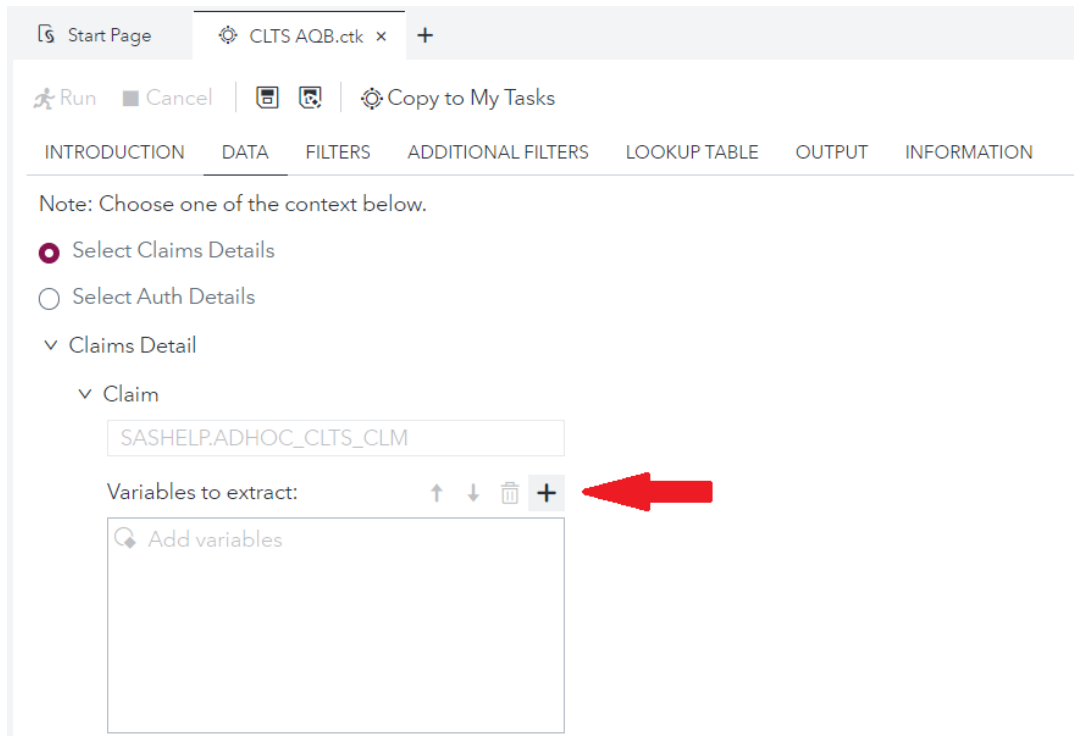 Start Page CLTS AQB.ctk × +
Run Cancel Copy to My Tasks
INTRODUCTION DATA FILTERS ADDITIONAL FILTERS LOOKUP TABLE OUTPUT INFORMATION
Note: Choose one of the context below.
Select Claims Details
Select Auth Details
Claims Detail
Claim
SASHELP.ADHOC_CLTS_CLM
Variables to extract:
Add variables